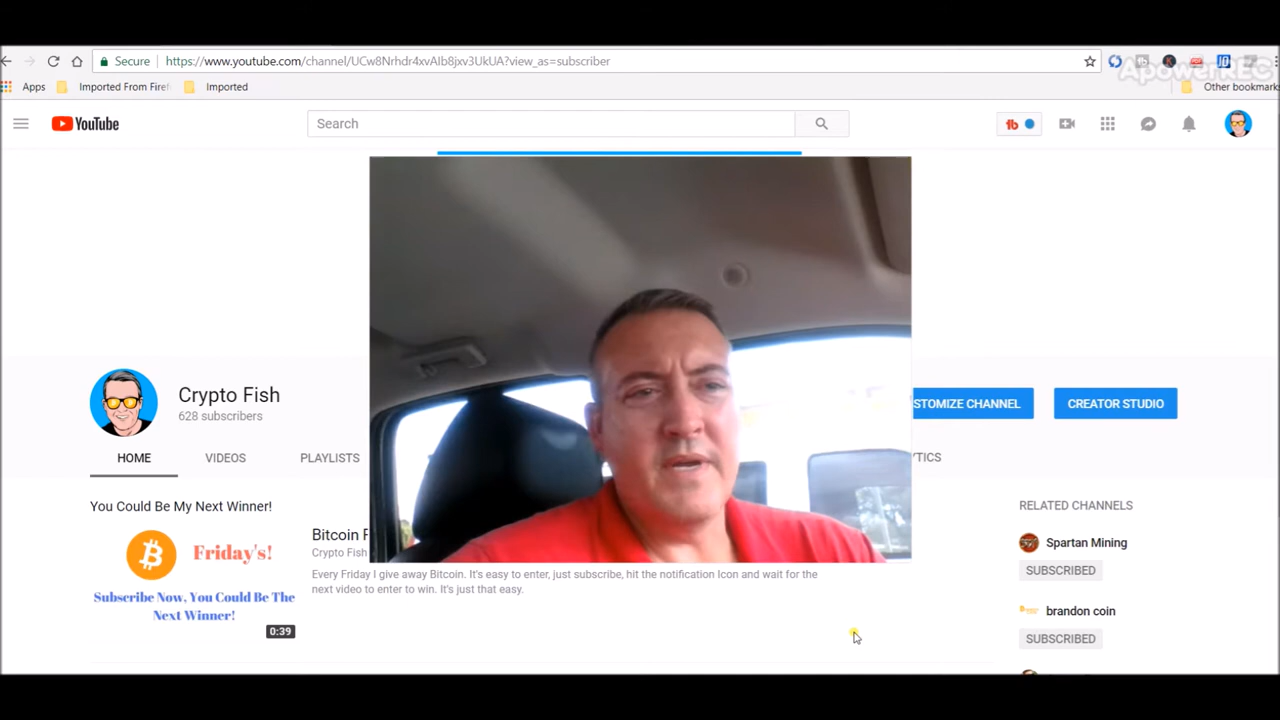 ApowerREC
Secure
https://www.youtube.com/channel/UCw8Nrhdr4xvAIb8jxv3UkUA?view_as=subscriber
Apps
Imported From Firef
Imported
Other bookmarks
YouTube
Search
Crypto Fish
628 subscribers
STOMIZE CHANNEL
CREATOR STUDIO
HOME
VIDEOS
PLAYLISTS
YTICS
You Could Be My Next Winner!
Friday's!
Subscribe Now, You Could Be The
Next Winner!
0:39
Bitcoin F
Crypto Fish
Every Friday I give away Bitcoin. It's easy to enter, just subscribe, hit the notification Icon and wait for the
next video to enter to win. It's just that easy.
RELATED CHANNELS
Spartan Mining
SUBSCRIBED
brandon coin
SUBSCRIBED